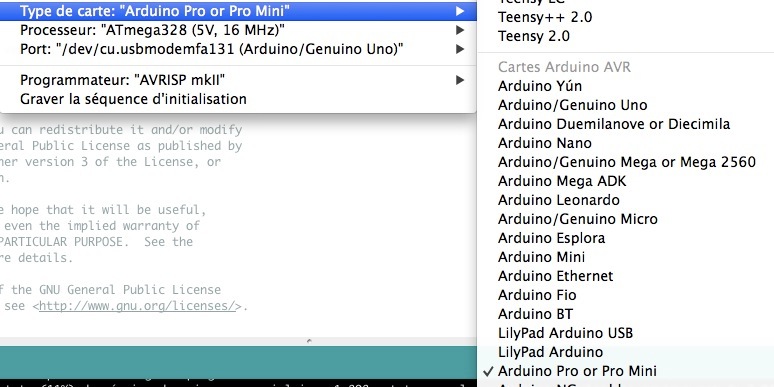 Type de carte: "Arduino Pro or Pro Mini"
Processeur: "ATmega328 (5V, 16 MHz)"
Port: "/dev/cu.usbmodemfa131 (Arduino/Genuino Uno)"
Programmateur: "AVRISP mkII"
Graver la séquence d'initialisation
u can redistribute it and/or modify
eral Public License as published by
her version 3 of the License, or
n.
e hope that it will be useful,
even the implied warranty of
PARTICULAR PURPOSE. See the
re details.
f the GNU General Public License
see <http://www.gnu.org/licenses/>.
Teensy++ 2.0
Teensy 2.0
Cartes Arduino AVR
Arduino Yún
Arduino/Genuino Uno
Arduino Duemilanove or Diecimila
Arduino Nano
Arduino/Genuino Mega or Mega 2560
Arduino Mega ADK
Arduino Leonardo
Arduino/Genuino Micro
Arduino Esplora
Arduino Mini
Arduino Ethernet
Arduino Fio
Arduino BT
LilyPad Arduino USB
LilyPad Arduino
✓ Arduino Pro or Pro Mini